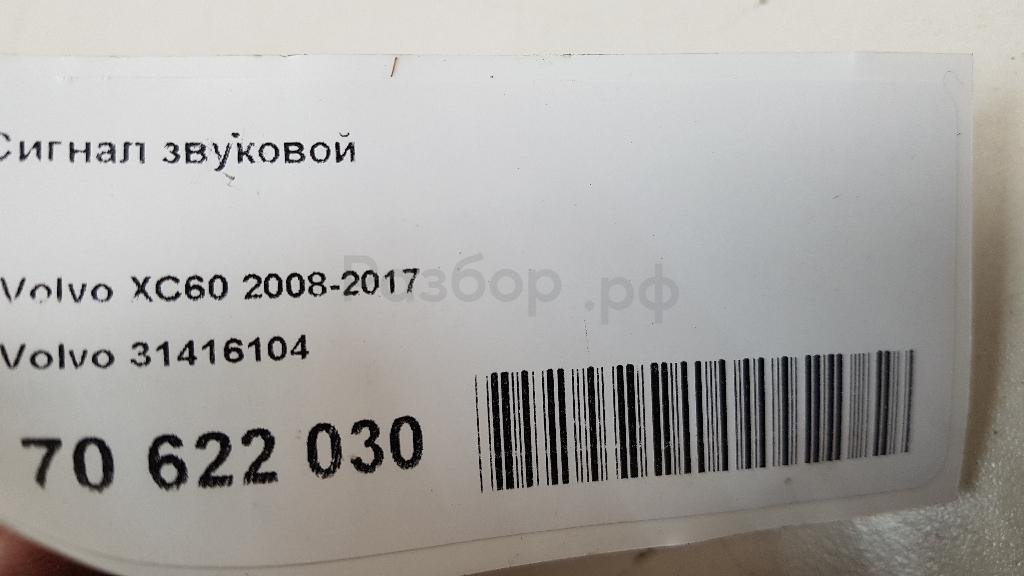 Сигнал звуковой
Volvo XC60 2008-2017
Разбор.рф
Volvo 31416104
70 622 030